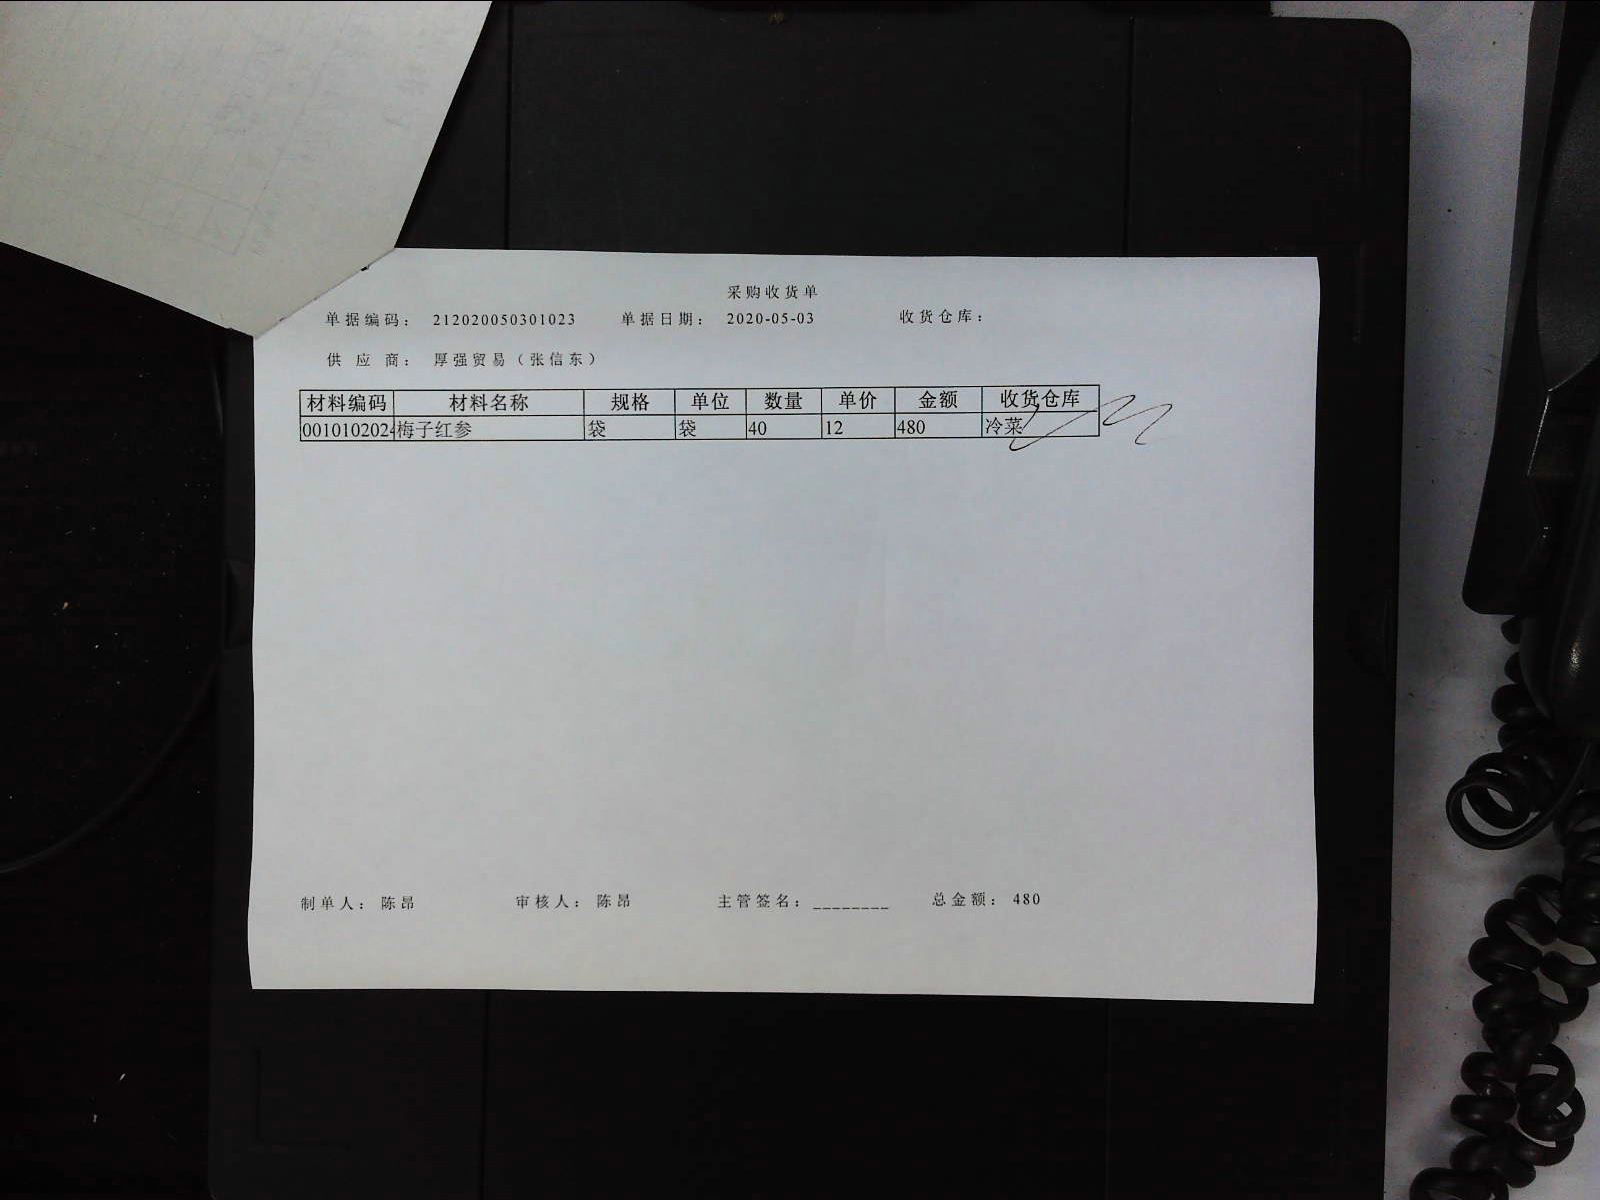 采购收货单
单据编码： 212020050301023 单据日期： 2020-05-03 收货仓库：
供 应 商： 厚强贸易（张信东）
材料编码 材料名称 规格 单位 数量 单价 金额 收货仓库
0010102024 梅子红参 袋 袋 40 12 480 冷菜
制单人： 陈昂 审核人： 陈昂 主管签名：________ 总金额： 480